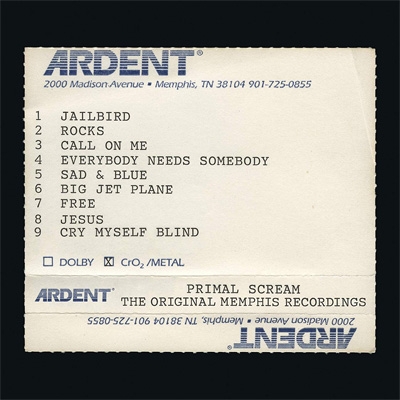 ARDENT®
2000 Madison Avenue • Memphis, TN 38104 901-725-0855
1 JAILBIRD
2 ROCKS
3 CALL ON ME
4 EVERYBODY NEEDS SOMEBODY
5 SAD & BLUE
6 BIG JET PLANE
7 FREE
8 JESUS
9 CRY MYSELF BLIND
☐ DOLBY ☒ CrO₂ /METAL
PRIMAL SCREAM
ARDENT® THE ORIGINAL MEMPHIS RECORDINGS
2000 Madison Avenue • Memphis, TN 38104 901-725-0855
ARDENT®